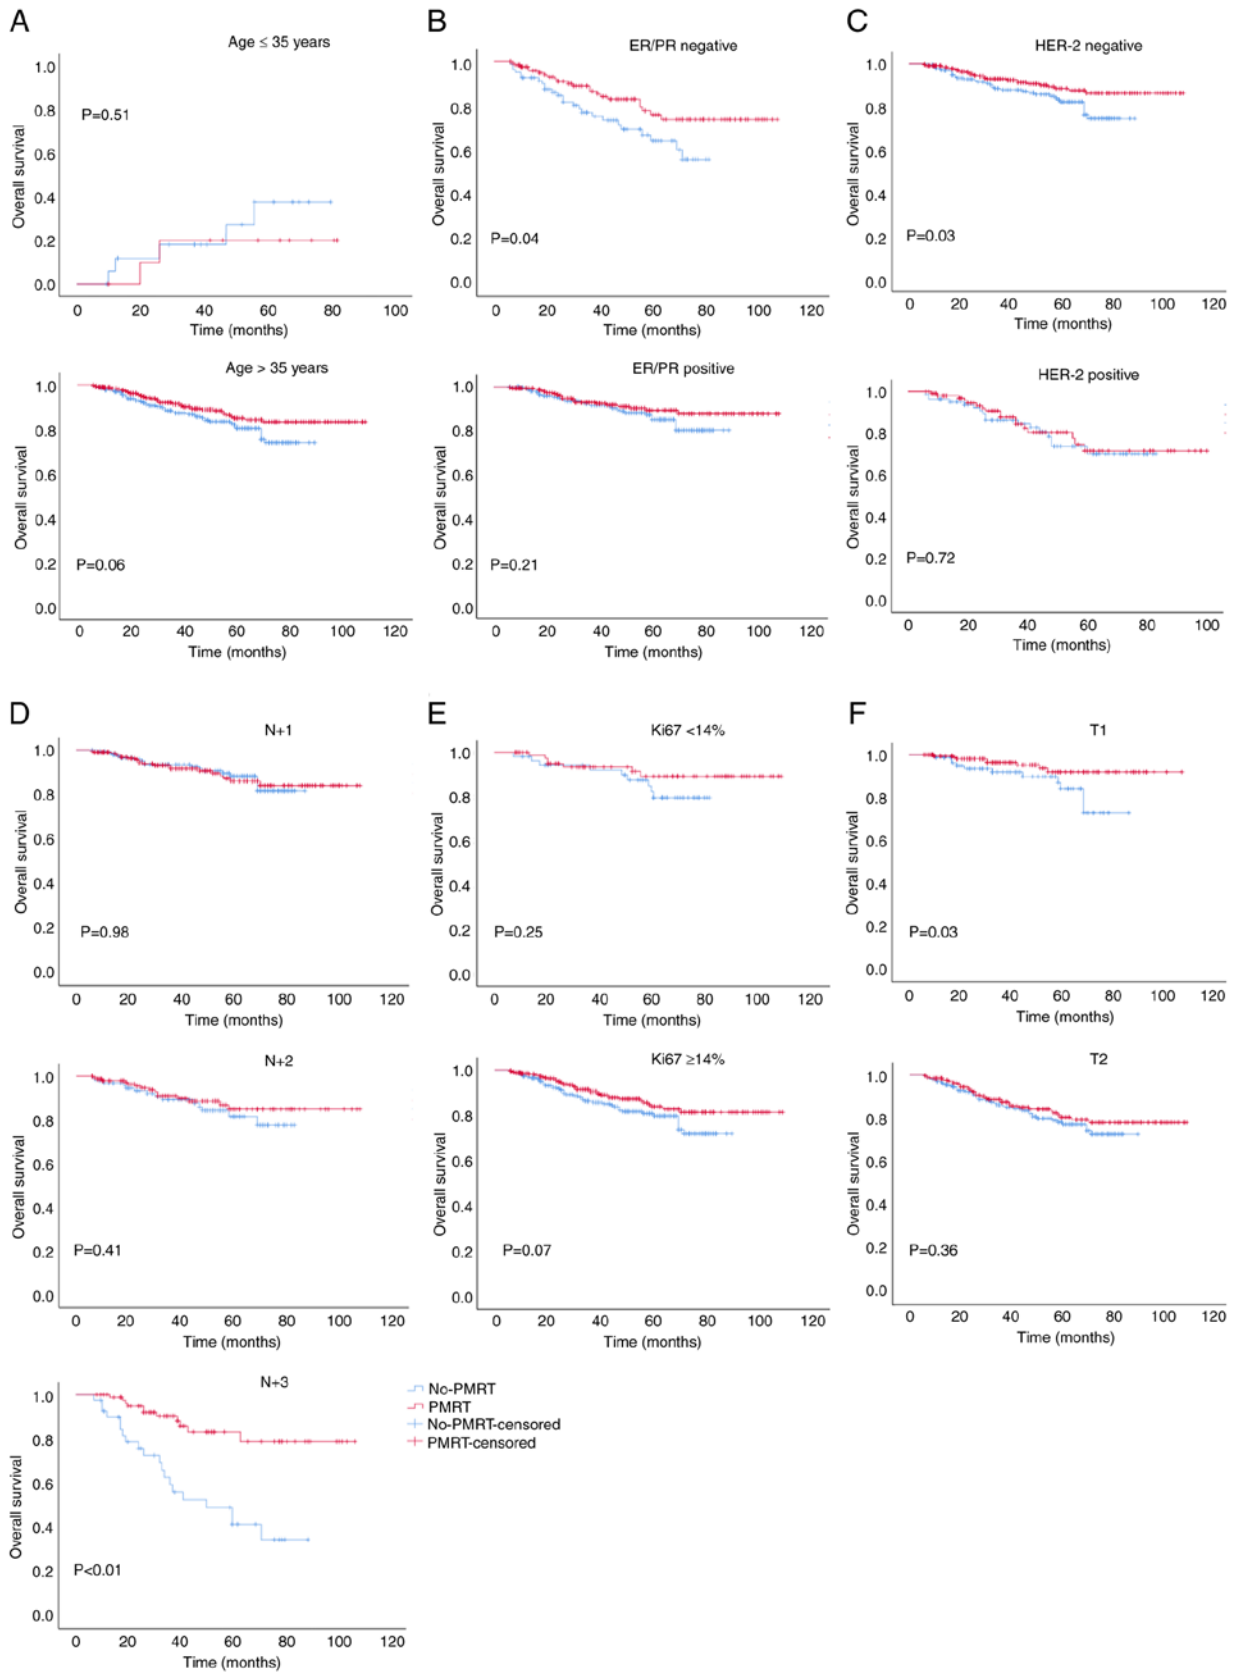 A
Age ≤ 35 years
Overall survival
1.0
0.8
0.6
0.4
0.2
0.0
P=0.51
0 20 40 60 80 100
Time (months)
Age > 35 years
Overall survival
1.0
0.8
0.6
0.4
0.2
0.0
P=0.06
0 20 40 60 80 100 120
Time (months)
B
ER/PR negative
Overall survival
1.0
0.8
0.6
0.4
0.2
0.0
P=0.04
0 20 40 60 80 100 120
Time (months)
ER/PR positive
Overall survival
1.0
0.8
0.6
0.4
0.2
0.0
P=0.21
0 20 40 60 80 100 120
Time (months)
C
HER-2 negative
Overall survival
1.0
0.8
0.6
0.4
0.2
0.0
P=0.03
0 20 40 60 80 100 120
Time (months)
HER-2 positive
Overall survival
1.0
0.8
0.6
0.4
0.2
0.0
P=0.72
0 20 40 60 80 100
Time (months)
D
N+1
Overall survival
1.0
0.8
0.6
0.4
0.2
0.0
P=0.98
0 20 40 60 80 100 120
Time (months)
N+2
Overall survival
1.0
0.8
0.6
0.4
0.2
0.0
P=0.41
0 20 40 60 80 100 120
Time (months)
N+3
Overall survival
1.0
0.8
0.6
0.4
0.2
0.0
P<0.01
0 20 40 60 80 100 120
Time (months)
No-PMRT
PMRT
No-PMRT-censored
PMRT-censored
E
Ki67 <14%
Overall survival
1.0
0.8
0.6
0.4
0.2
0.0
P=0.25
0 20 40 60 80 100 120
Time (months)
Ki67 ≥14%
Overall survival
1.0
0.8
0.6
0.4
0.2
0.0
P=0.07
0 20 40 60 80 100 120
Time (months)
F
T1
Overall survival
1.0
0.8
0.6
0.4
0.2
0.0
P=0.03
0 20 40 60 80 100 120
Time (months)
T2
Overall survival
1.0
0.8
0.6
0.4
0.2
0.0
P=0.36
0 20 40 60 80 100 120
Time (months)